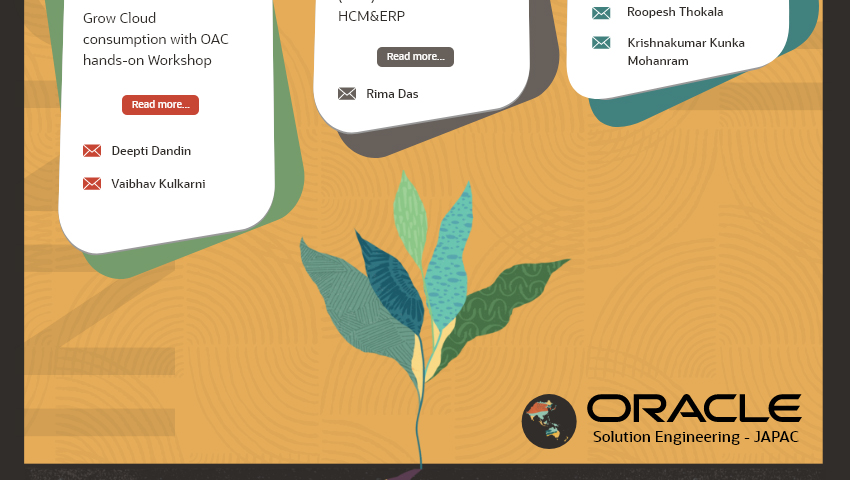 Grow Cloud
consumption with OAC
hands-on Workshop
Read more...
Deepti Dandin
Vaibhav Kulkarni
HCM&ERP
Read more...
Rima Das
Roopesh Thokala
Krishnakumar Kunka
Mohanram
ORACLE
Solution Engineering - JAPAC